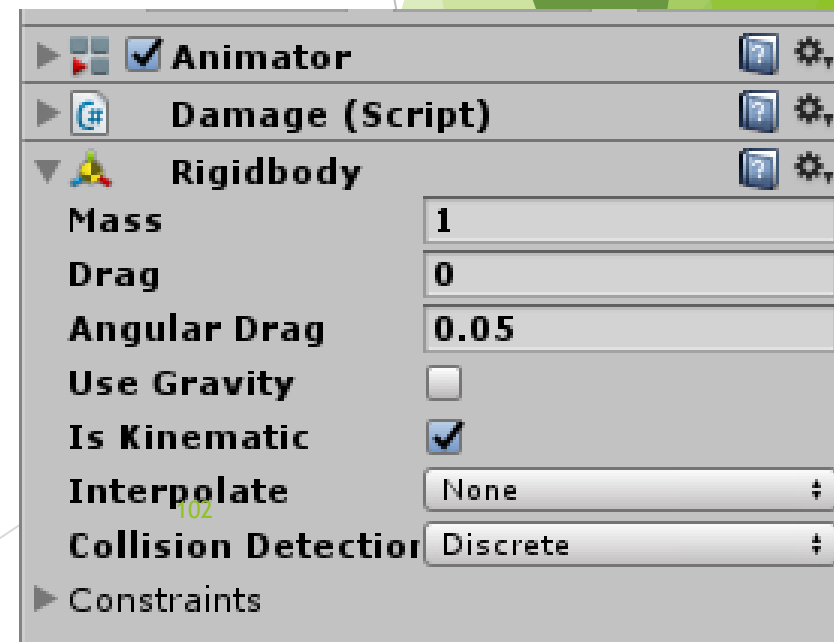 Animator
Damage (Script)
Rigidbody
Mass 1
Drag 0
Angular Drag 0.05
Use Gravity
Is Kinematic
Interpolate None
102
Collision Detection Discrete
Constraints